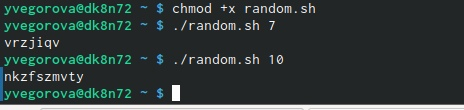 yvegorova@dk8n72 ~ $ chmod +x random.sh
yvegorova@dk8n72 ~ $ ./random.sh 7
vrzjiqv
yvegorova@dk8n72 ~ $ ./random.sh 10
nkzfszmvty
yvegorova@dk8n72 ~ $